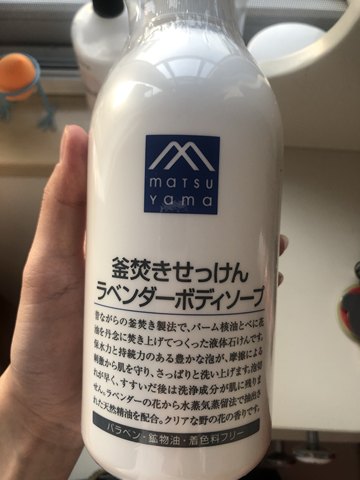 matsu
yama
釜焚きせっけん
ラベンダーボディソープ
昔ながらの釜焚き製法で、パーム核油とべに花
油を丹念に焚き上げてつくった液体石けんです。
保水力と持続力のある豊かな泡が、摩擦による
刺激から肌を守り、さっぱりと洗い上げます。泡切
れが早く、すすいだ後は洗浄成分が肌に残りま
せん。ラベンダーの花から水蒸気蒸留法で抽出さ
れた天然精油を配合。クリアな野の花の香りです。
パラベン・鉱物油・着色料フリー